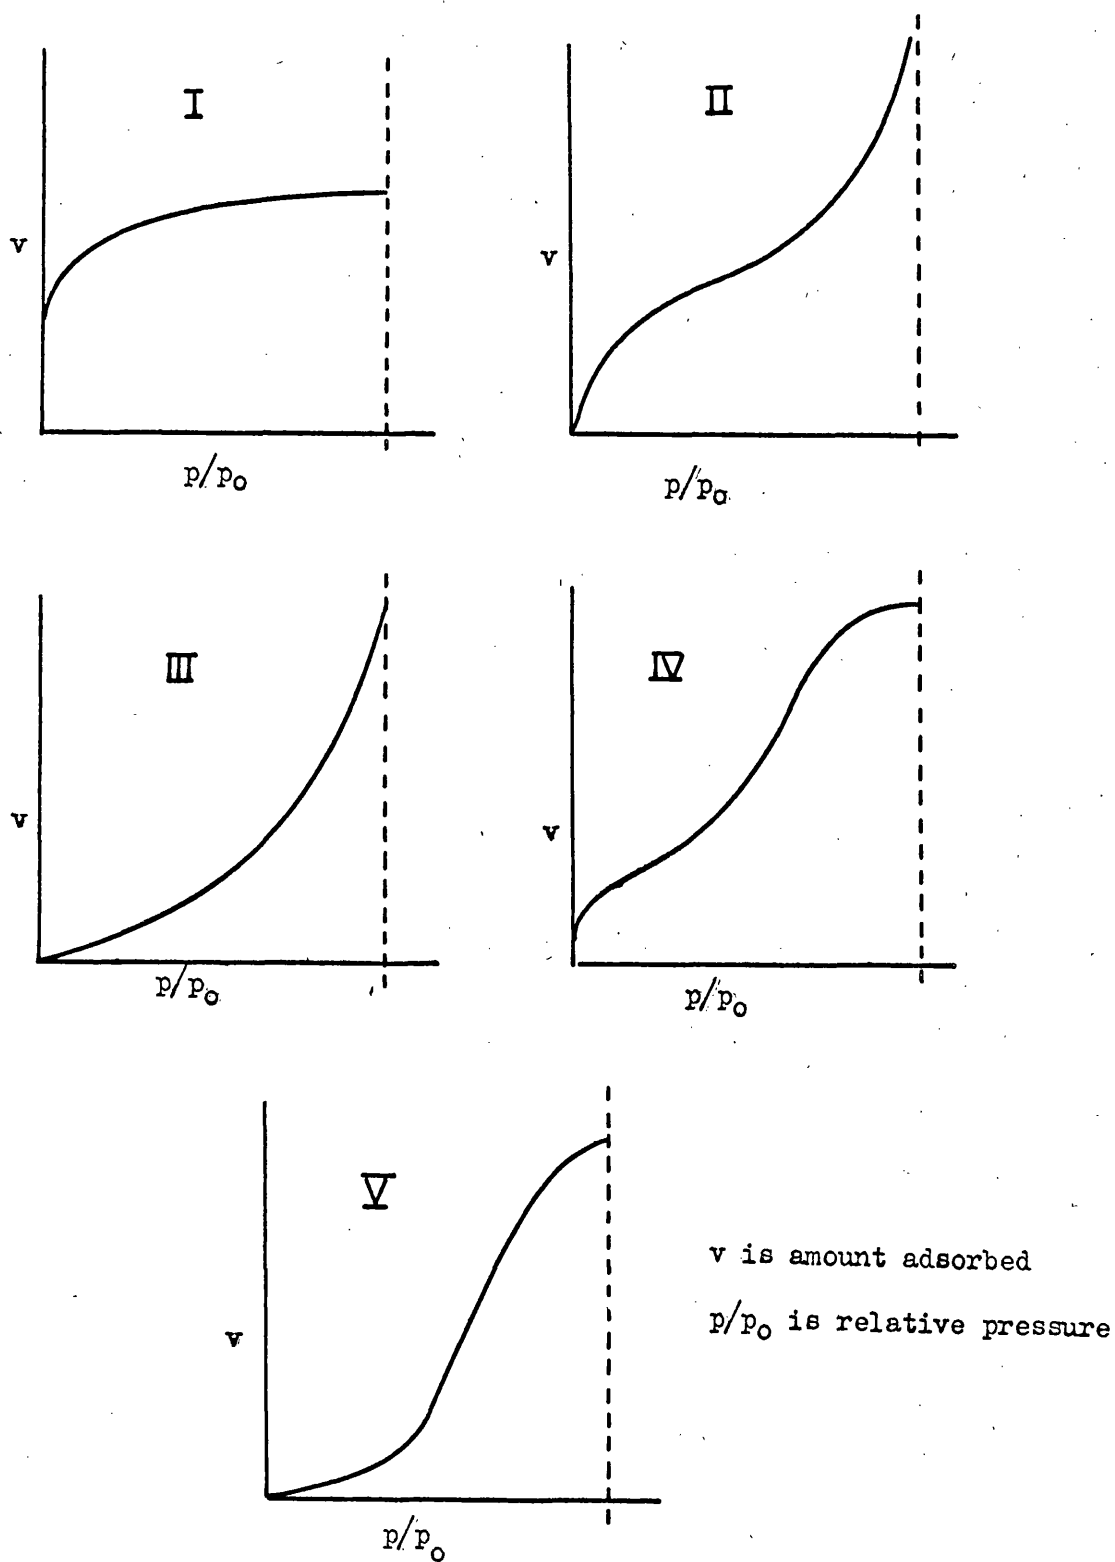 I
v
p/p₀
II
v
p/p₀
III
v
p/p₀
IV
v
p/p₀
V
v
p/p₀
v is amount adsorbed
p/p₀ is relative pressure